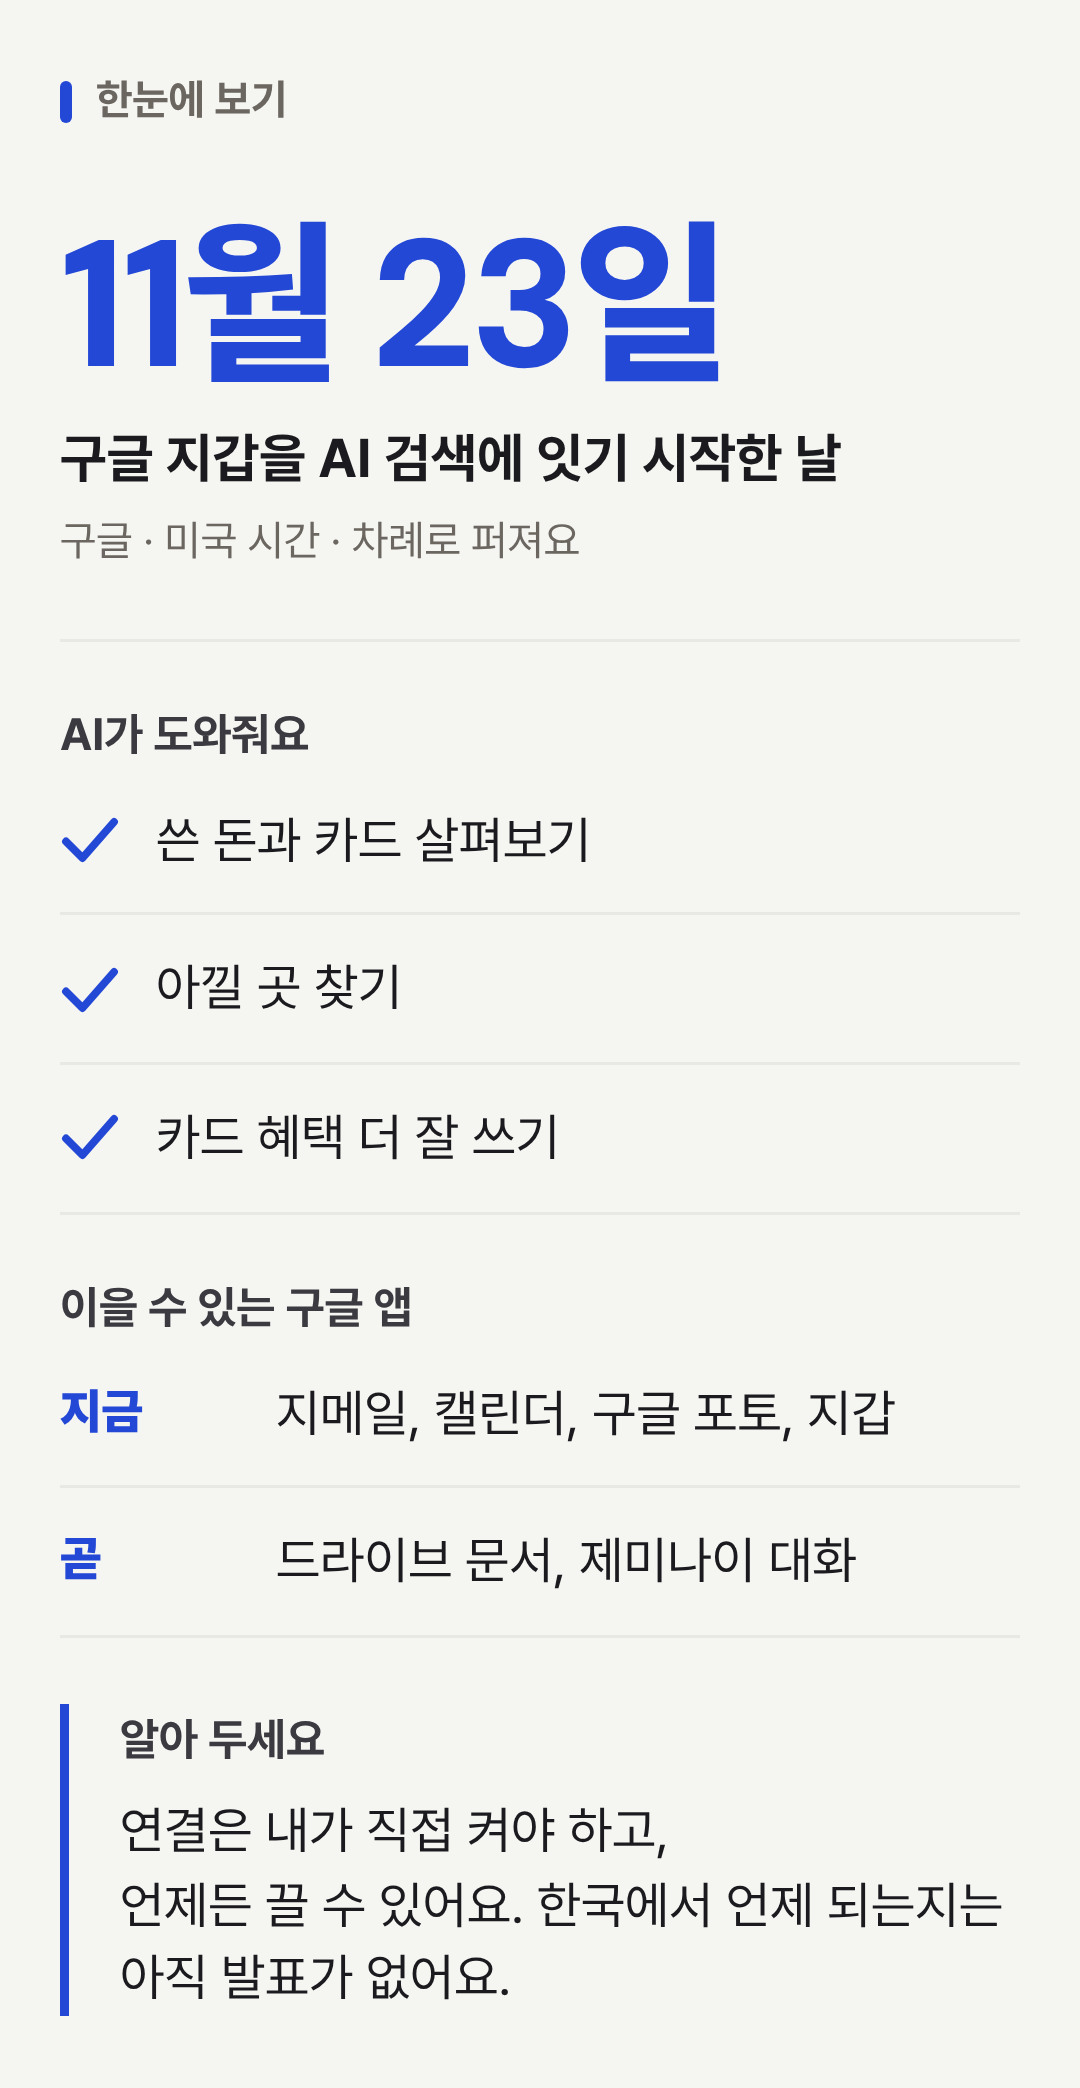 한눈에 보기
11월 23일
구글 지갑을 AI 검색에 잇기 시작한 날
구글 · 미국 시간 · 차례로 퍼져요
AI가 도와줘요
쓴 돈과 카드 살펴보기
아낄 곳 찾기
카드 혜택 더 잘 쓰기
이을 수 있는 구글 앱
지금 지메일, 캘린더, 구글 포토, 지갑
곧 드라이브 문서, 제미나이 대화
알아 두세요
연결은 내가 직접 켜야 하고,
언제든 끌 수 있어요. 한국에서 언제 되는지는
아직 발표가 없어요.